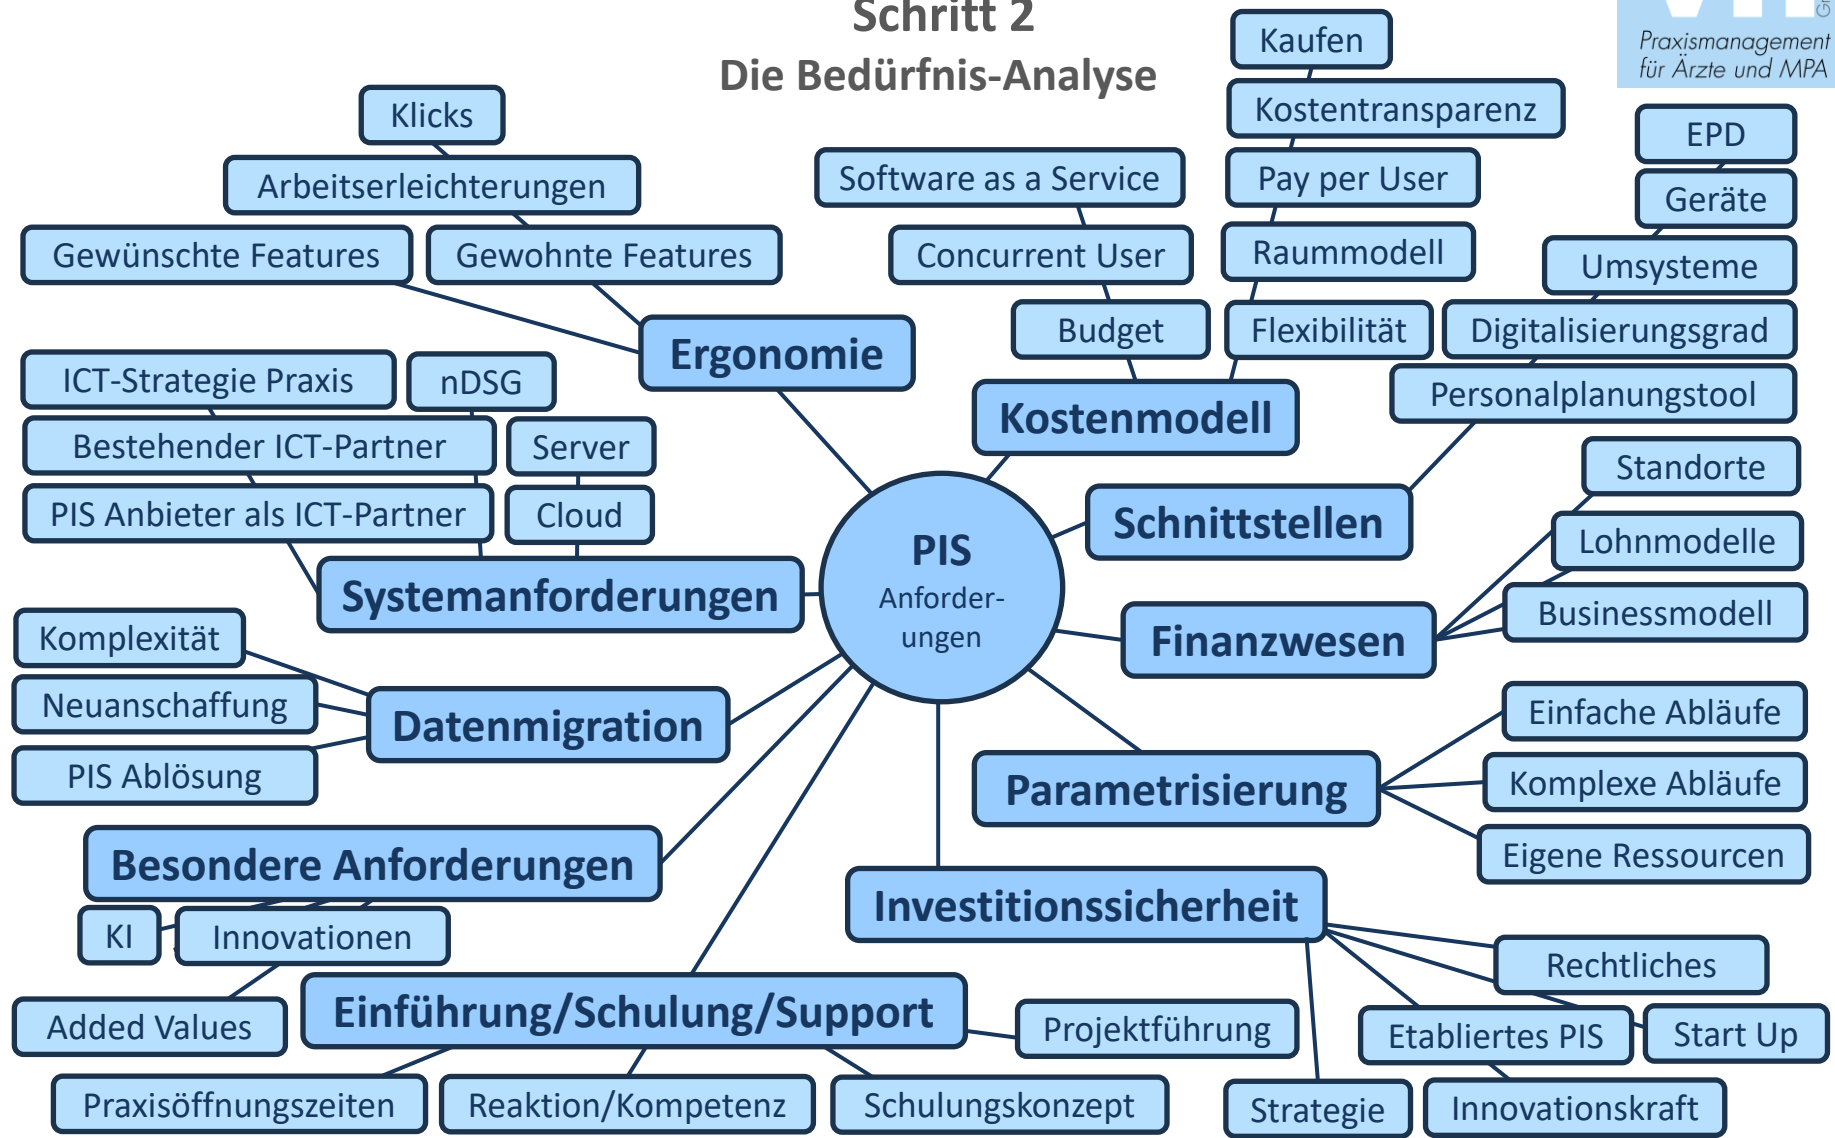 Schritt 2
Die Bedürfnis-Analyse
Praxismanagement
für Ärzte und MPA
Klicks
Arbeitserleichterungen
Gewünschte Features
Gewohnte Features
Ergonomie
Software as a Service
Concurrent User
Budget
Kaufen
Kostentransparenz
Pay per User
Raummodell
Flexibilität
Kostenmodell
EPD
Geräte
Umsysteme
Digitalisierungsgrad
Personalplanungstool
Schnittstellen
ICT-Strategie Praxis
nDSG
Bestehender ICT-Partner
Server
PIS Anbieter als ICT-Partner
Cloud
Systemanforderungen
PIS
Anforder-
ungen
Standorte
Lohnmodelle
Businessmodell
Finanzwesen
Komplexität
Neuanschaffung
PIS Ablösung
Datenmigration
Einfache Abläufe
Komplexe Abläufe
Eigene Ressourcen
Parametrisierung
Besondere Anforderungen
KI
Innovationen
Added Values
Investitionssicherheit
Rechtliches
Etabliertes PIS
Start Up
Strategie
Innovationskraft
Einführung/Schulung/Support
Projektführung
Praxisöffnungszeiten
Reaktion/Kompetenz
Schulungskonzept